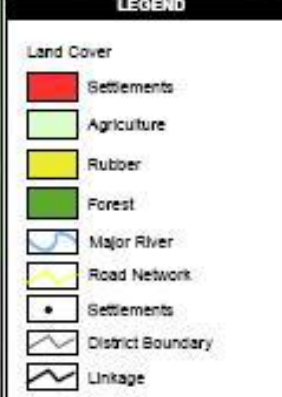 LEGEND
Land Cover
Settlements
Agriculture
Rubber
Forest
Major River
Road Network
Settlements
District Boundary
Linkage